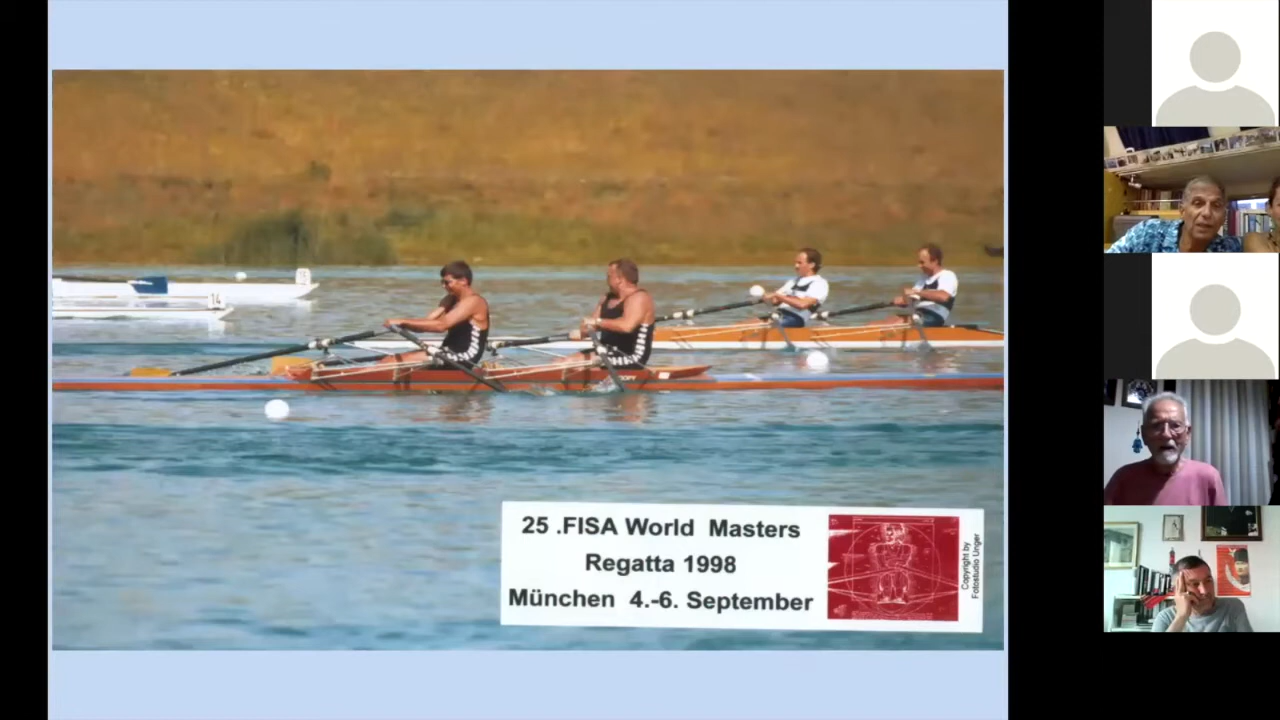 25 .FISA World Masters
Regatta 1998
München 4.-6. September
Copyright by
Fotostudio Unger
14